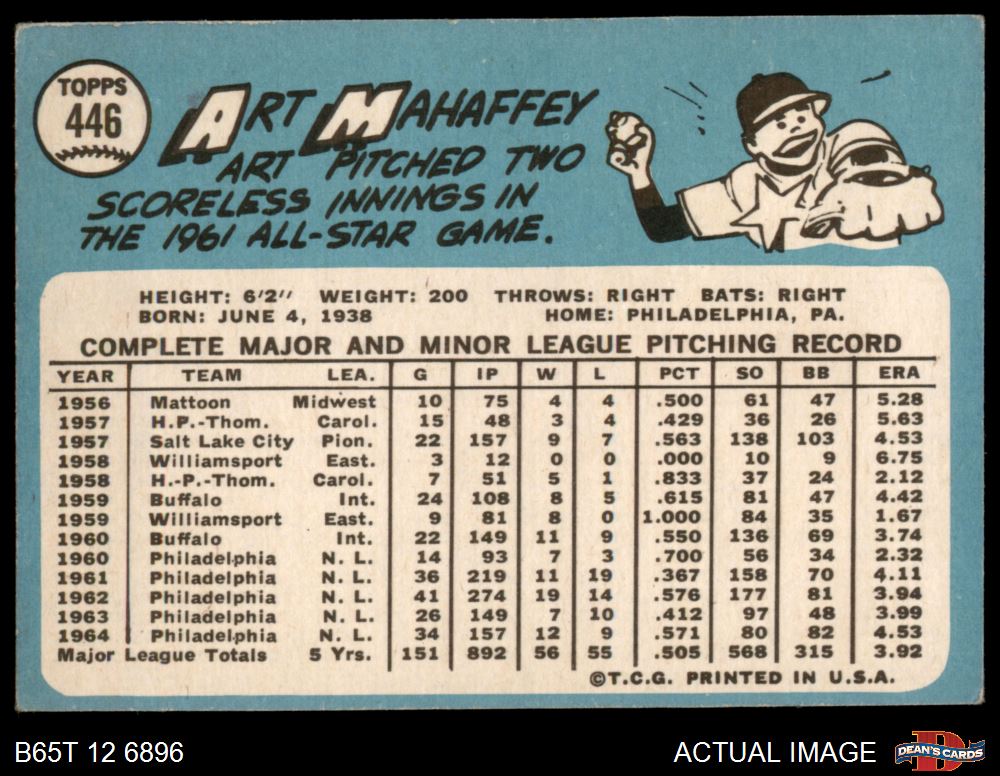 TOPPS
446
ART MAHAFFEY
ART PITCHED TWO
SCORELESS INNINGS IN
THE 1961 ALL-STAR GAME.
HEIGHT: 6'2" WEIGHT: 200 THROWS: RIGHT BATS: RIGHT
BORN: JUNE 4, 1938 HOME: PHILADELPHIA, PA.
COMPLETE MAJOR AND MINOR LEAGUE PITCHING RECORD
YEAR TEAM LEA. G IP W L PCT SO BB ERA
1956 Mattoon Midwest 10 75 4 4 .500 61 47 5.28
1957 H.P.-Thom. Carol. 15 48 3 4 .429 36 26 5.63
1957 Salt Lake City Pion. 22 157 9 7 .563 138 103 4.53
1958 Williamsport East. 3 12 0 0 .000 10 9 6.75
1958 H.-P.-Thom. Carol. 7 51 5 1 .833 37 24 2.12
1959 Buffalo Int. 24 108 8 5 .615 81 47 4.42
1959 Williamsport East. 9 81 8 0 1.000 84 35 1.67
1960 Buffalo Int. 22 149 11 9 .550 136 69 3.74
1960 Philadelphia N. L. 14 93 7 3 .700 56 34 2.32
1961 Philadelphia N. L. 36 219 11 19 .367 158 70 4.11
1962 Philadelphia N. L. 41 274 19 14 .576 177 81 3.94
1963 Philadelphia N. L. 26 149 7 10 .412 97 48 3.99
1964 Philadelphia N. L. 34 157 12 9 .571 80 82 4.53
Major League Totals 5 Yrs. 151 892 56 55 .505 568 315 3.92
©T.C.G. PRINTED IN U.S.A.
B65T 12 6896 ACTUAL IMAGE DEAN'S CARDS